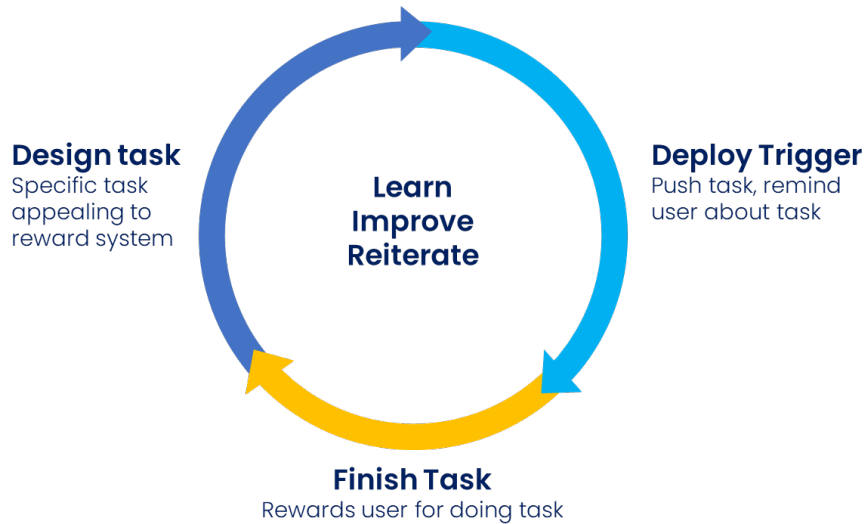 Design task
Specific task
appealing to
reward system
Learn
Improve
Reiterate
Deploy Trigger
Push task, remind
user about task
Finish Task
Rewards user for doing task